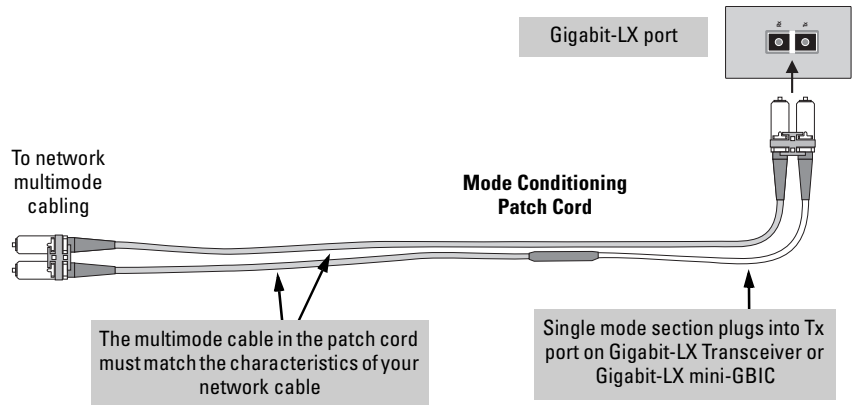 Gigabit-LX port
To network
multimode
cabling
Mode Conditioning
Patch Cord
The multimode cable in the patch cord
must match the characteristics of your
network cable
Single mode section plugs into Tx
port on Gigabit-LX Transceiver or
Gigabit-LX mini-GBIC